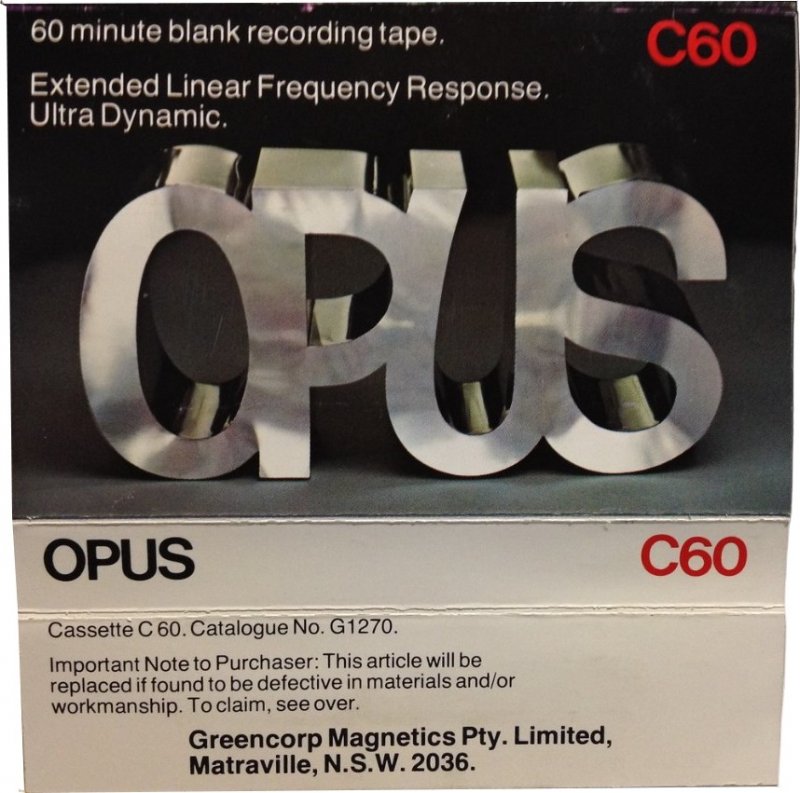 60 minute blank recording tape.
C60
Extended Linear Frequency Response.
Ultra Dynamic.
OPUS
OPUS
C60
Cassette C 60. Catalogue No. G1270.
Important Note to Purchaser: This article will be
replaced if found to be defective in materials and/or
workmanship. To claim, see over.
Greencorp Magnetics Pty. Limited,
Matraville, N.S.W. 2036.